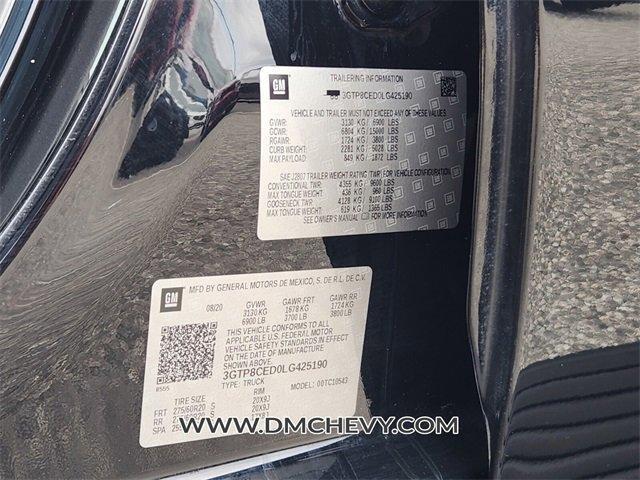 GM
TRAILERING INFORMATION
3GTP8CED0LG425190
VEHICLE AND TRAILER MUST NOT EXCEED ANY OF THESE VALUES
GVWR: 3130 KG/ 6900 LBS
GCWR: 6804 KG/ 15000 LBS
RGAWR: 1724 KG/ 3800 LBS
CURB WEIGHT: 2281 KG/ 5028 LBS
MAX PAYLOAD: 849 KG/ 1872 LBS
SAE J2807 TRAILER WEIGHT RATING (TWR) FOR VEHICLE CONFIGURATION
CONVENTIONAL TWR: 4355 KG/ 9600 LBS
MAX TONGUE WEIGHT: 436 KG/ 960 LBS
GOOSENECK TWR: 4128 KG/ 9100 LBS
MAX TONGUE WEIGHT: 619 KG/ 1365 LBS
SEE OWNER'S MANUAL FOR MORE INFORMATION
GM
MFD BY GENERAL MOTORS DE MEXICO, S. DE R.L. DE C.V.
08/20 GVWR GAWR FRT GAWR RR
3130 KG 1678 KG 1724 KG
6900 LB 3700 LB 3800 LB
THIS VEHICLE CONFORMS TO ALL
APPLICABLE U.S. FEDERAL MOTOR
VEHICLE SAFETY STANDARDS IN
EFFECT ON THE DATE OF MANUFACTURE
SHOWN ABOVE.
3GTP8CED0LG425190
8555
TYPE: TRUCK MODEL: 00TC10543
TIRE SIZE RIM
FRT 275/60R20 S 20X9J
RR 20X9J
SPA
WWW.DMCHEVY.COM